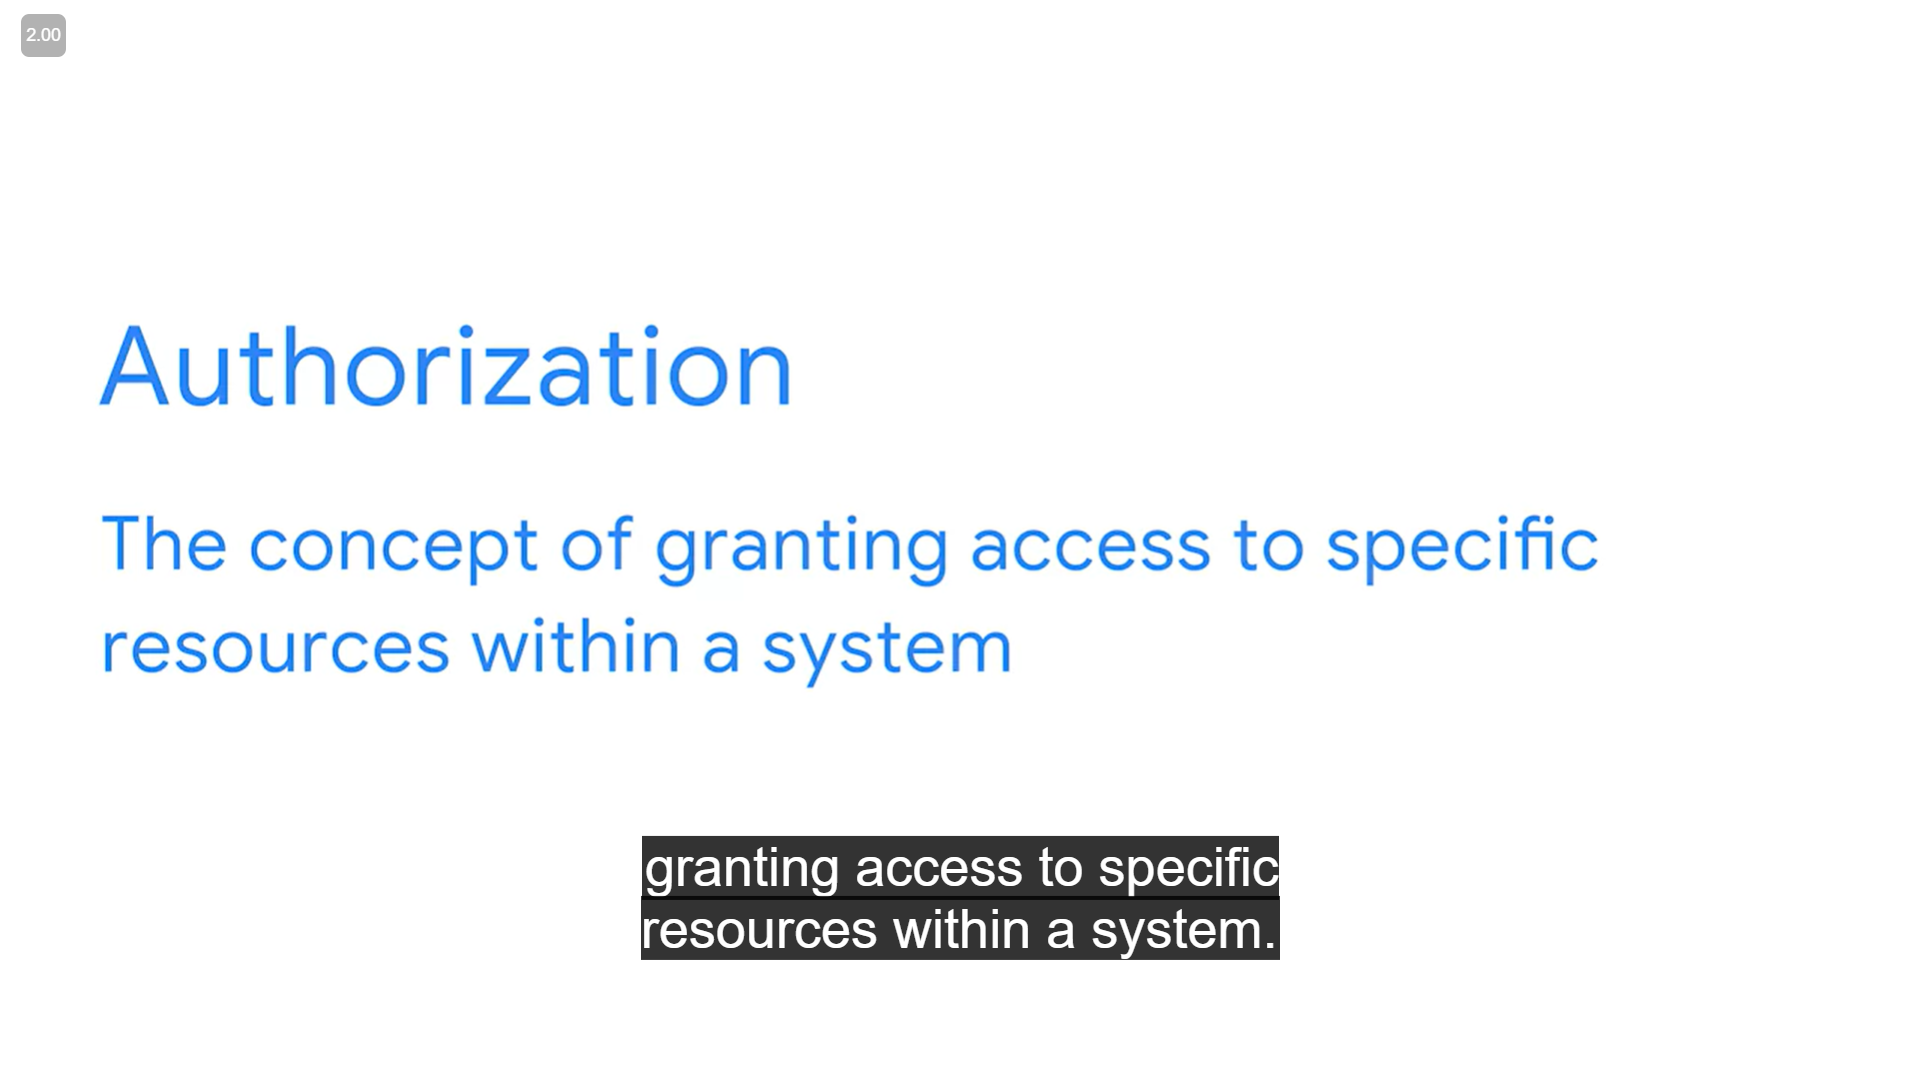 2.00
Authorization
The concept of granting access to specific
resources within a system
granting access to specific
resources within a system.